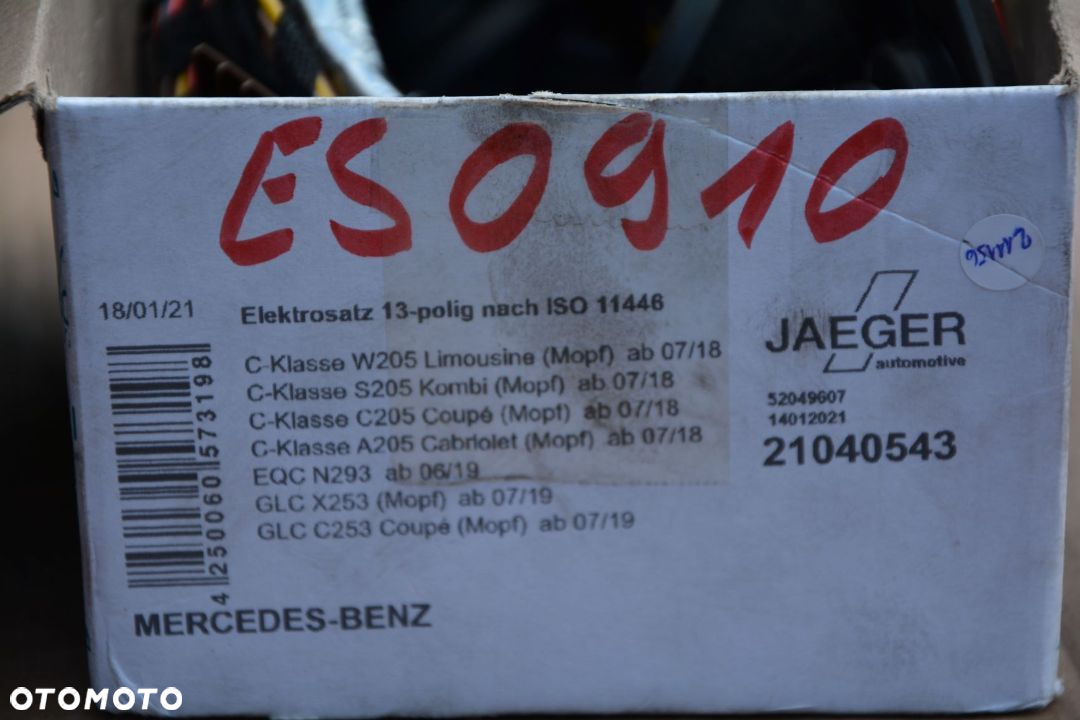 ES0910
18/01/21
Elektrosatz 13-polig nach ISO 11446
C-Klasse W205 Limousine (Mopf) ab 07/18
C-Klasse S205 Kombi (Mopf) ab 07/18
C-Klasse C205 Coupé (Mopf) ab 07/18
C-Klasse A205 Cabriolet (Mopf) ab 07/18
EQC N293 ab 06/19
GLC X253 (Mopf) ab 07/19
GLC C253 Coupé (Mopf) ab 07/19
4 250060 573198
MERCEDES-BENZ
JAEGER
automotive
52049607
14012021
21040543
OTOMOTO